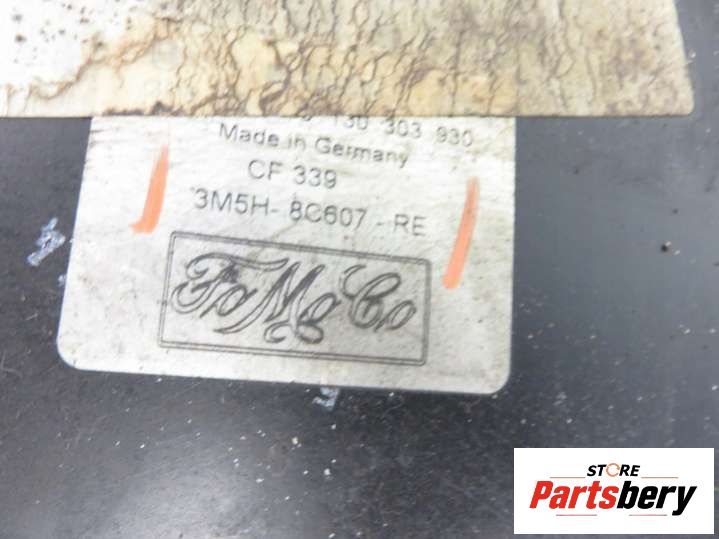 130 303 930
Made in Germany
CF 339
3M5H- 8C607 - RE
FoMoCo
STORE
Partsbery